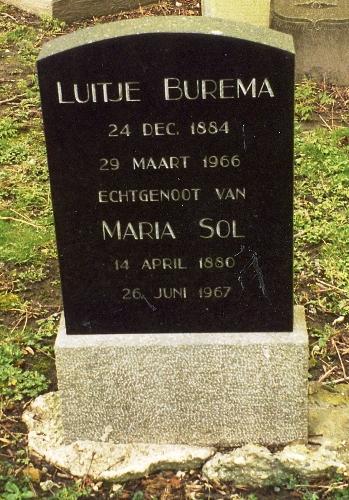 LUITJE BUREMA
24 DEC. 1884
29 MAART 1966
ECHTGENOOT VAN
MARIA SOL
14 APRIL 1880
26 JUNI 1967